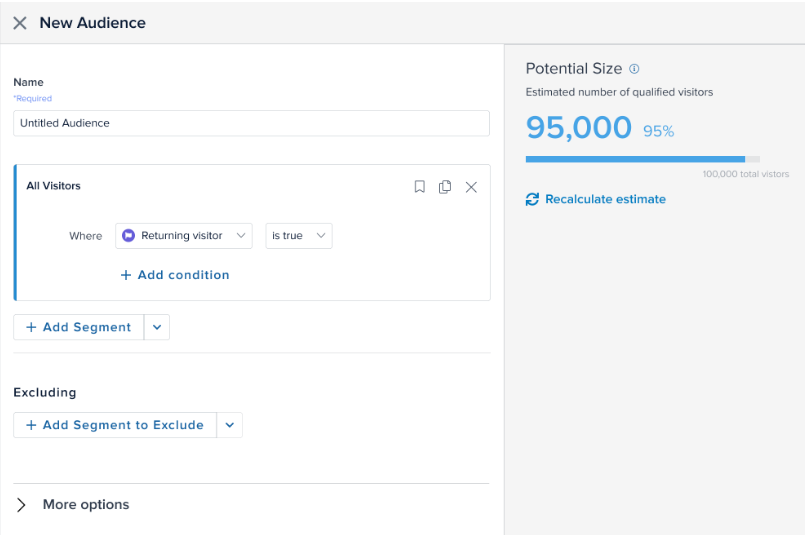 New Audience
Name
*Required
Untitled Audience
All Visitors
Where Returning visitor is true
+ Add condition
+ Add Segment
Excluding
+ Add Segment to Exclude
More options
Potential Size
Estimated number of qualified visitors
95,000 95%
100,000 total vistors
Recalculate estimate